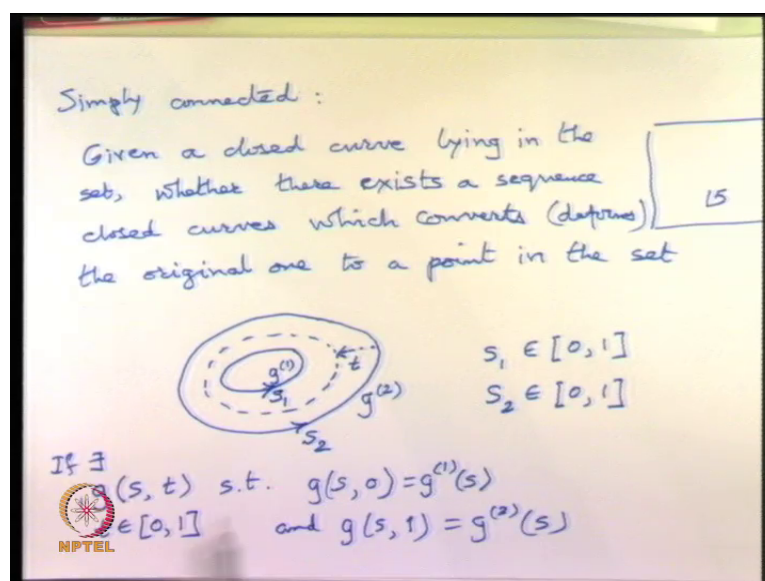 Simply connected :
Given a closed curve lying in the
set, whether there exists a sequence
closed curves which converts (deforms)
the original one to a point in the set
15
g(1)
S1
t
g(2)
S2
S1 ∈ [0, 1]
S2 ∈ [0, 1]
If ∃
g(s, t) s.t. g(s, 0) = g(1)(s)
∈ [0, 1] and g(s, 1) = g(2)(s)
NPTEL